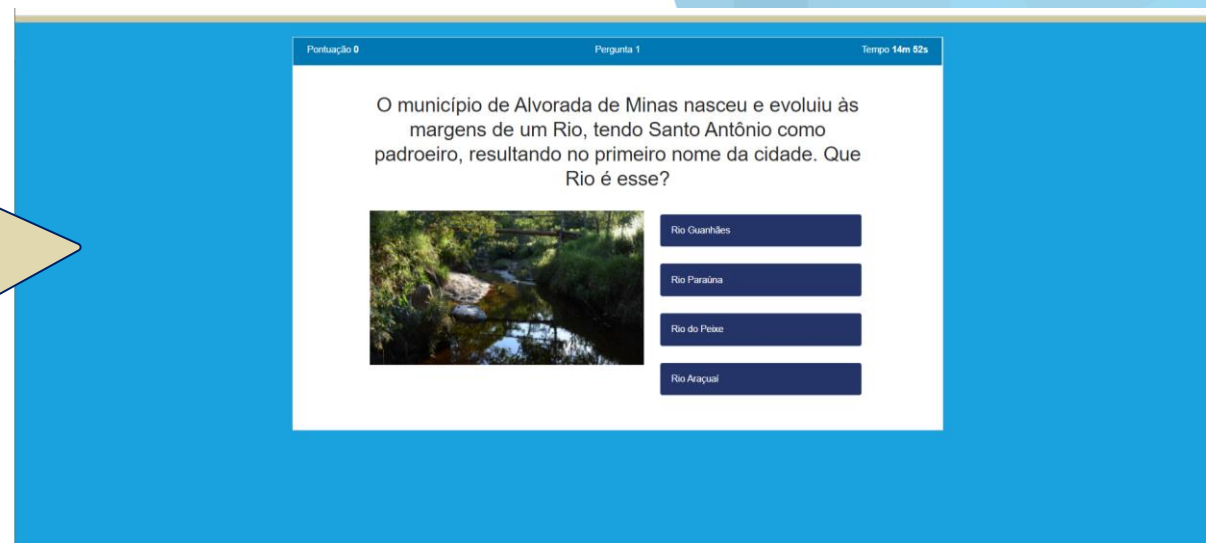 Pontuação 0
Pergunta 1
Tempo 14m 52s
O município de Alvorada de Minas nasceu e evoluiu às
margens de um Rio, tendo Santo Antônio como
padroeiro, resultando no primeiro nome da cidade. Que
Rio é esse?
Rio Guanhães
Rio Paraúna
Rio do Peixe
Rio Araçuaí